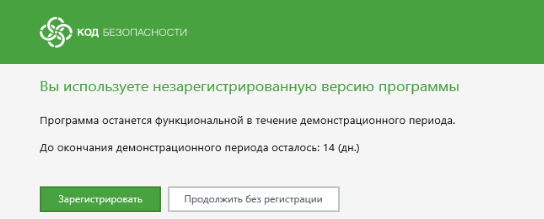 КОД БЕЗОПАСНОСТИ
Вы используете незарегистрированную версию программы
Программа останется функциональной в течение демонстрационного периода.
До окончания демонстрационного периода осталось: 14 (дн.)
Зарегистрировать
Продолжить без регистрации